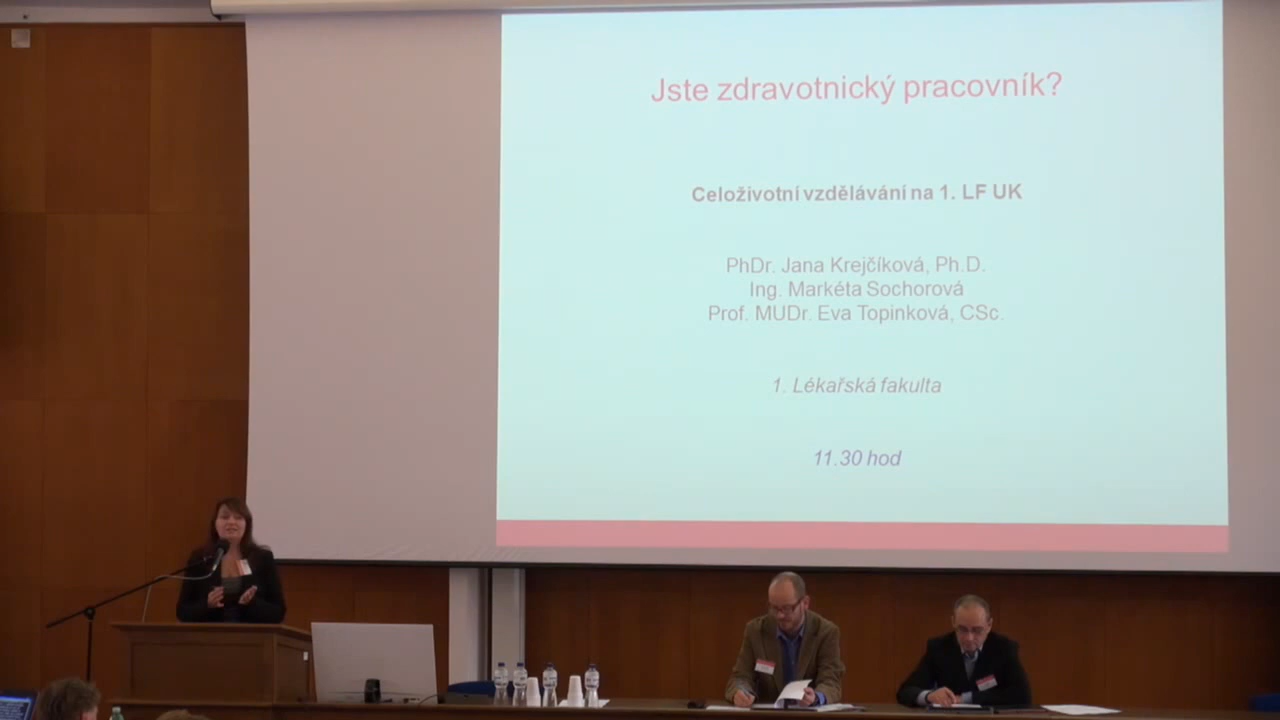 Jste zdravotnický pracovník?
Celoživotní vzdělávání na 1. LF UK
PhDr. Jana Krejčíková, Ph.D.
Ing. Markéta Sochorová
Prof. MUDr. Eva Topinková, CSc.
1. Lékařská fakulta
11.30 hod